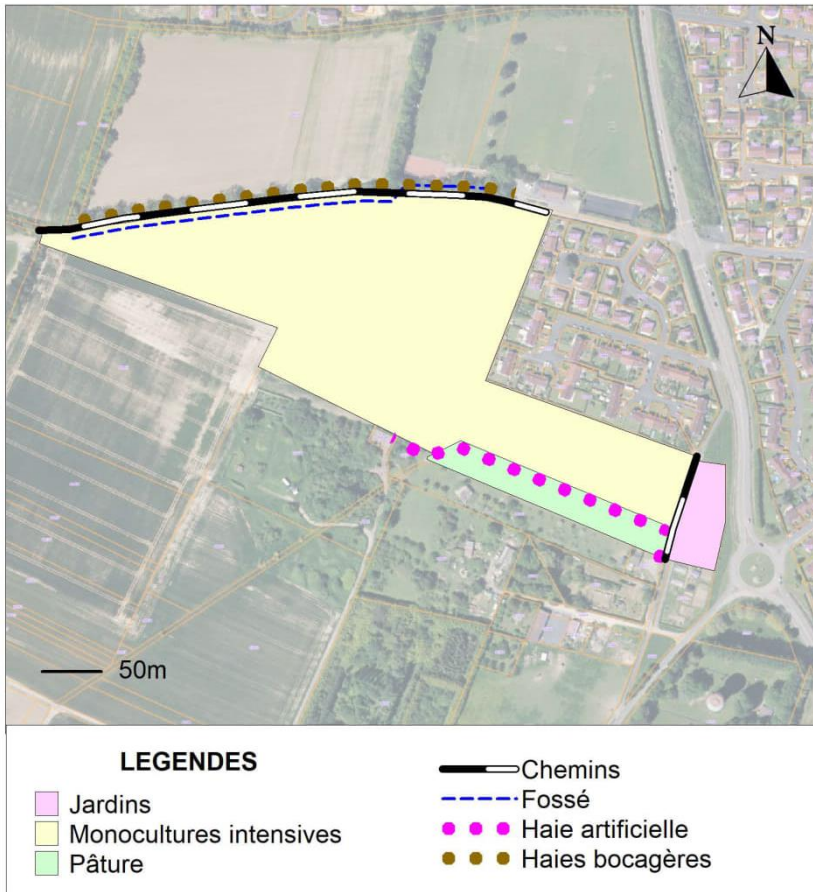 N
50m
LEGENDES
Jardins
Monocultures intensives
Pâture
Chemins
Fossé
Haie artificielle
Haies bocagères